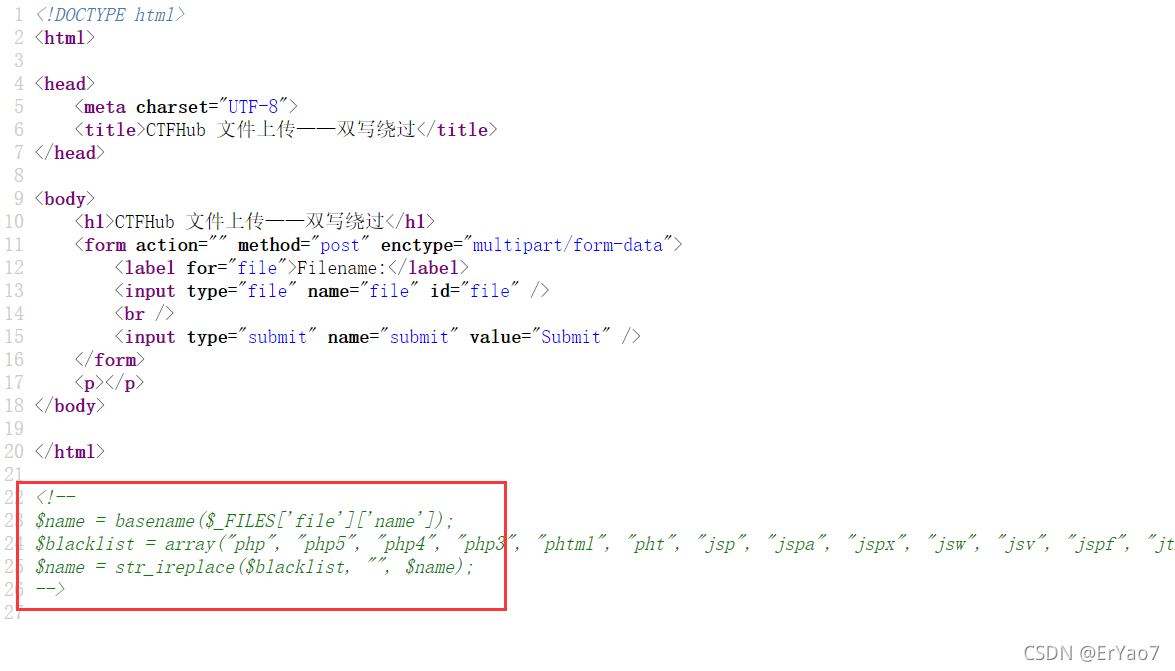 1 <!DOCTYPE html>
2 <html>
3
4 <head>
5     <meta charset="UTF-8">
6     <title>CTFHub 文件上传——双写绕过</title>
7 </head>
8
9 <body>
10     <h1>CTFHub 文件上传——双写绕过</h1>
11     <form action="" method="post" enctype="multipart/form-data">
12         <label for="file">Filename:</label>
13         <input type="file" name="file" id="file" />
14         <br />
15         <input type="submit" name="submit" value="Submit" />
16     </form>
17     <p></p>
18 </body>
19
20 </html>
21
22 <!--
23 $name = basename($_FILES['file']['name']);
24 $blacklist = array("php", "php5", "php4", "php3", "phtml", "pht", "jsp", "jspa", "jspx", "jsw", "jsv", "jspf", "jt
25 $name = str_ireplace($blacklist, "", $name);
26 -->
27
CSDN @ErYao7